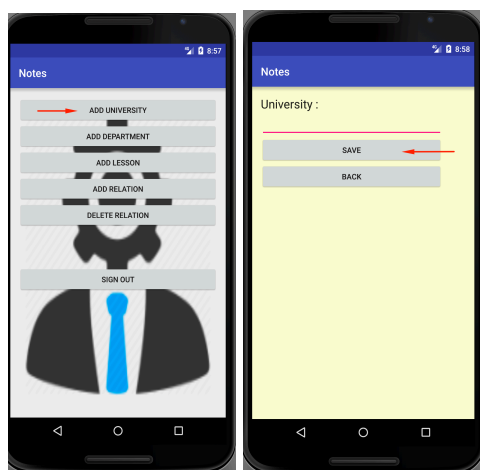 8:57
Notes
ADD UNIVERSITY
ADD DEPARTMENT
ADD LESSON
ADD RELATION
DELETE RELATION
SIGN OUT
8:58
Notes
University :
SAVE
BACK